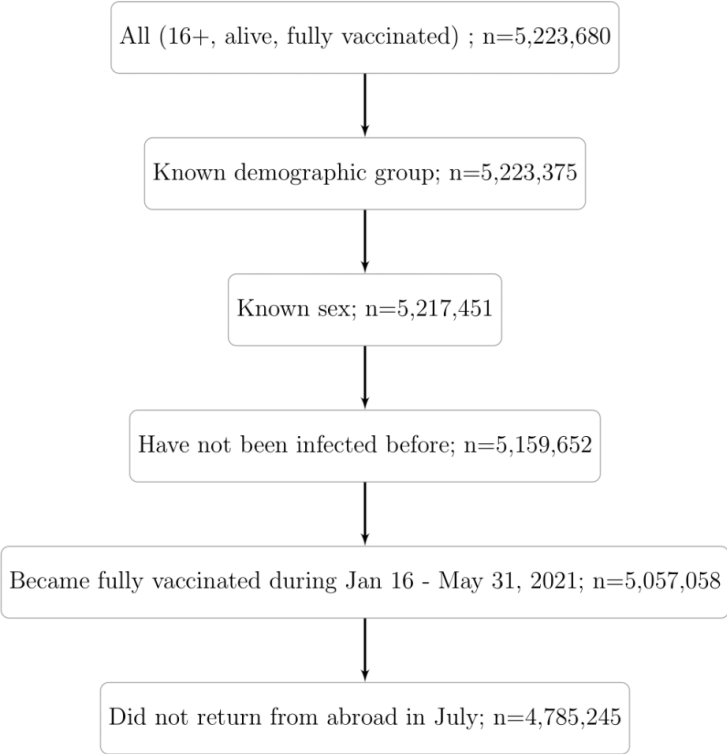 All (16+, alive, fully vaccinated) ; n=5,223,680
Known demographic group; n=5,223,375
Known sex; n=5,217,451
Have not been infected before; n=5,159,652
Became fully vaccinated during Jan 16 - May 31, 2021; n=5,057,058
Did not return from abroad in July; n=4,785,245